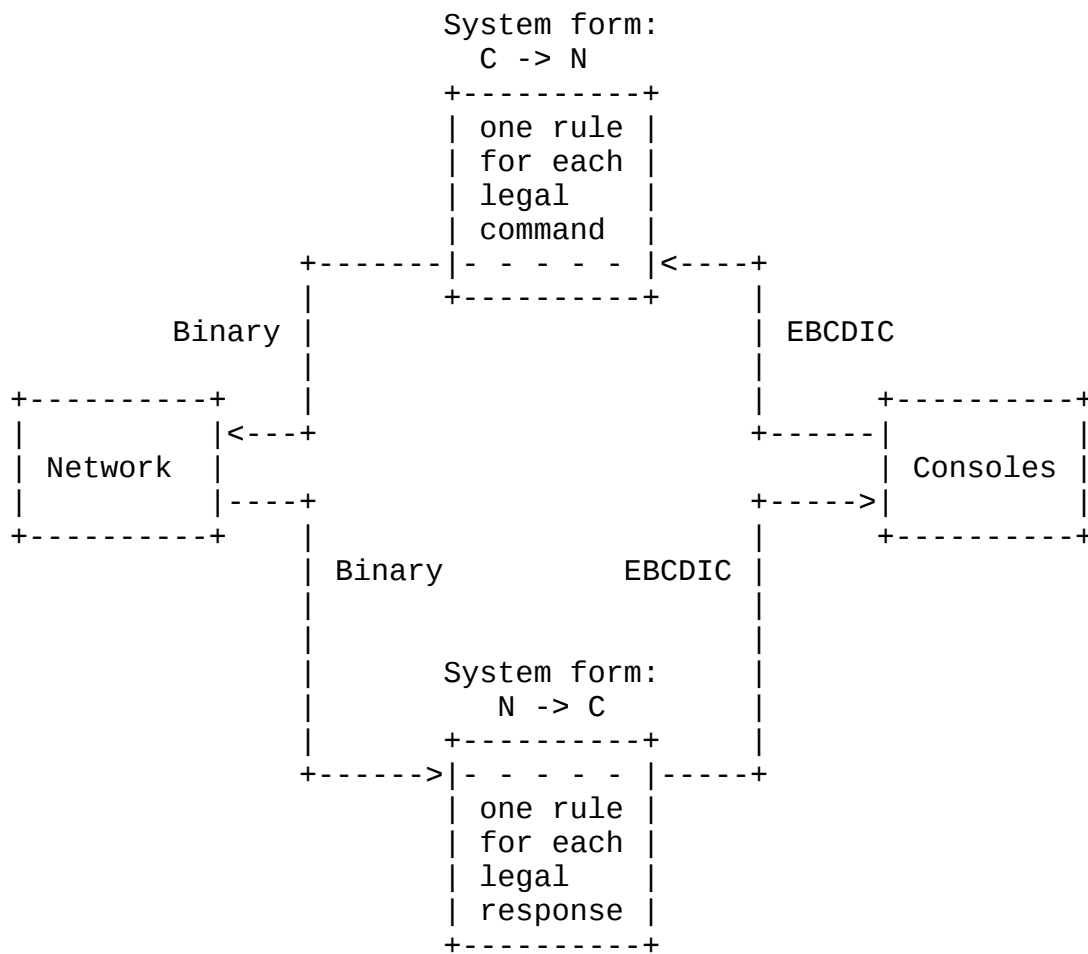 System form:
C -> N
one rule
for each
legal
command
Binary
EBCDIC
Network
Consoles
Binary
EBCDIC
System form:
N -> C
one rule
for each
legal
response